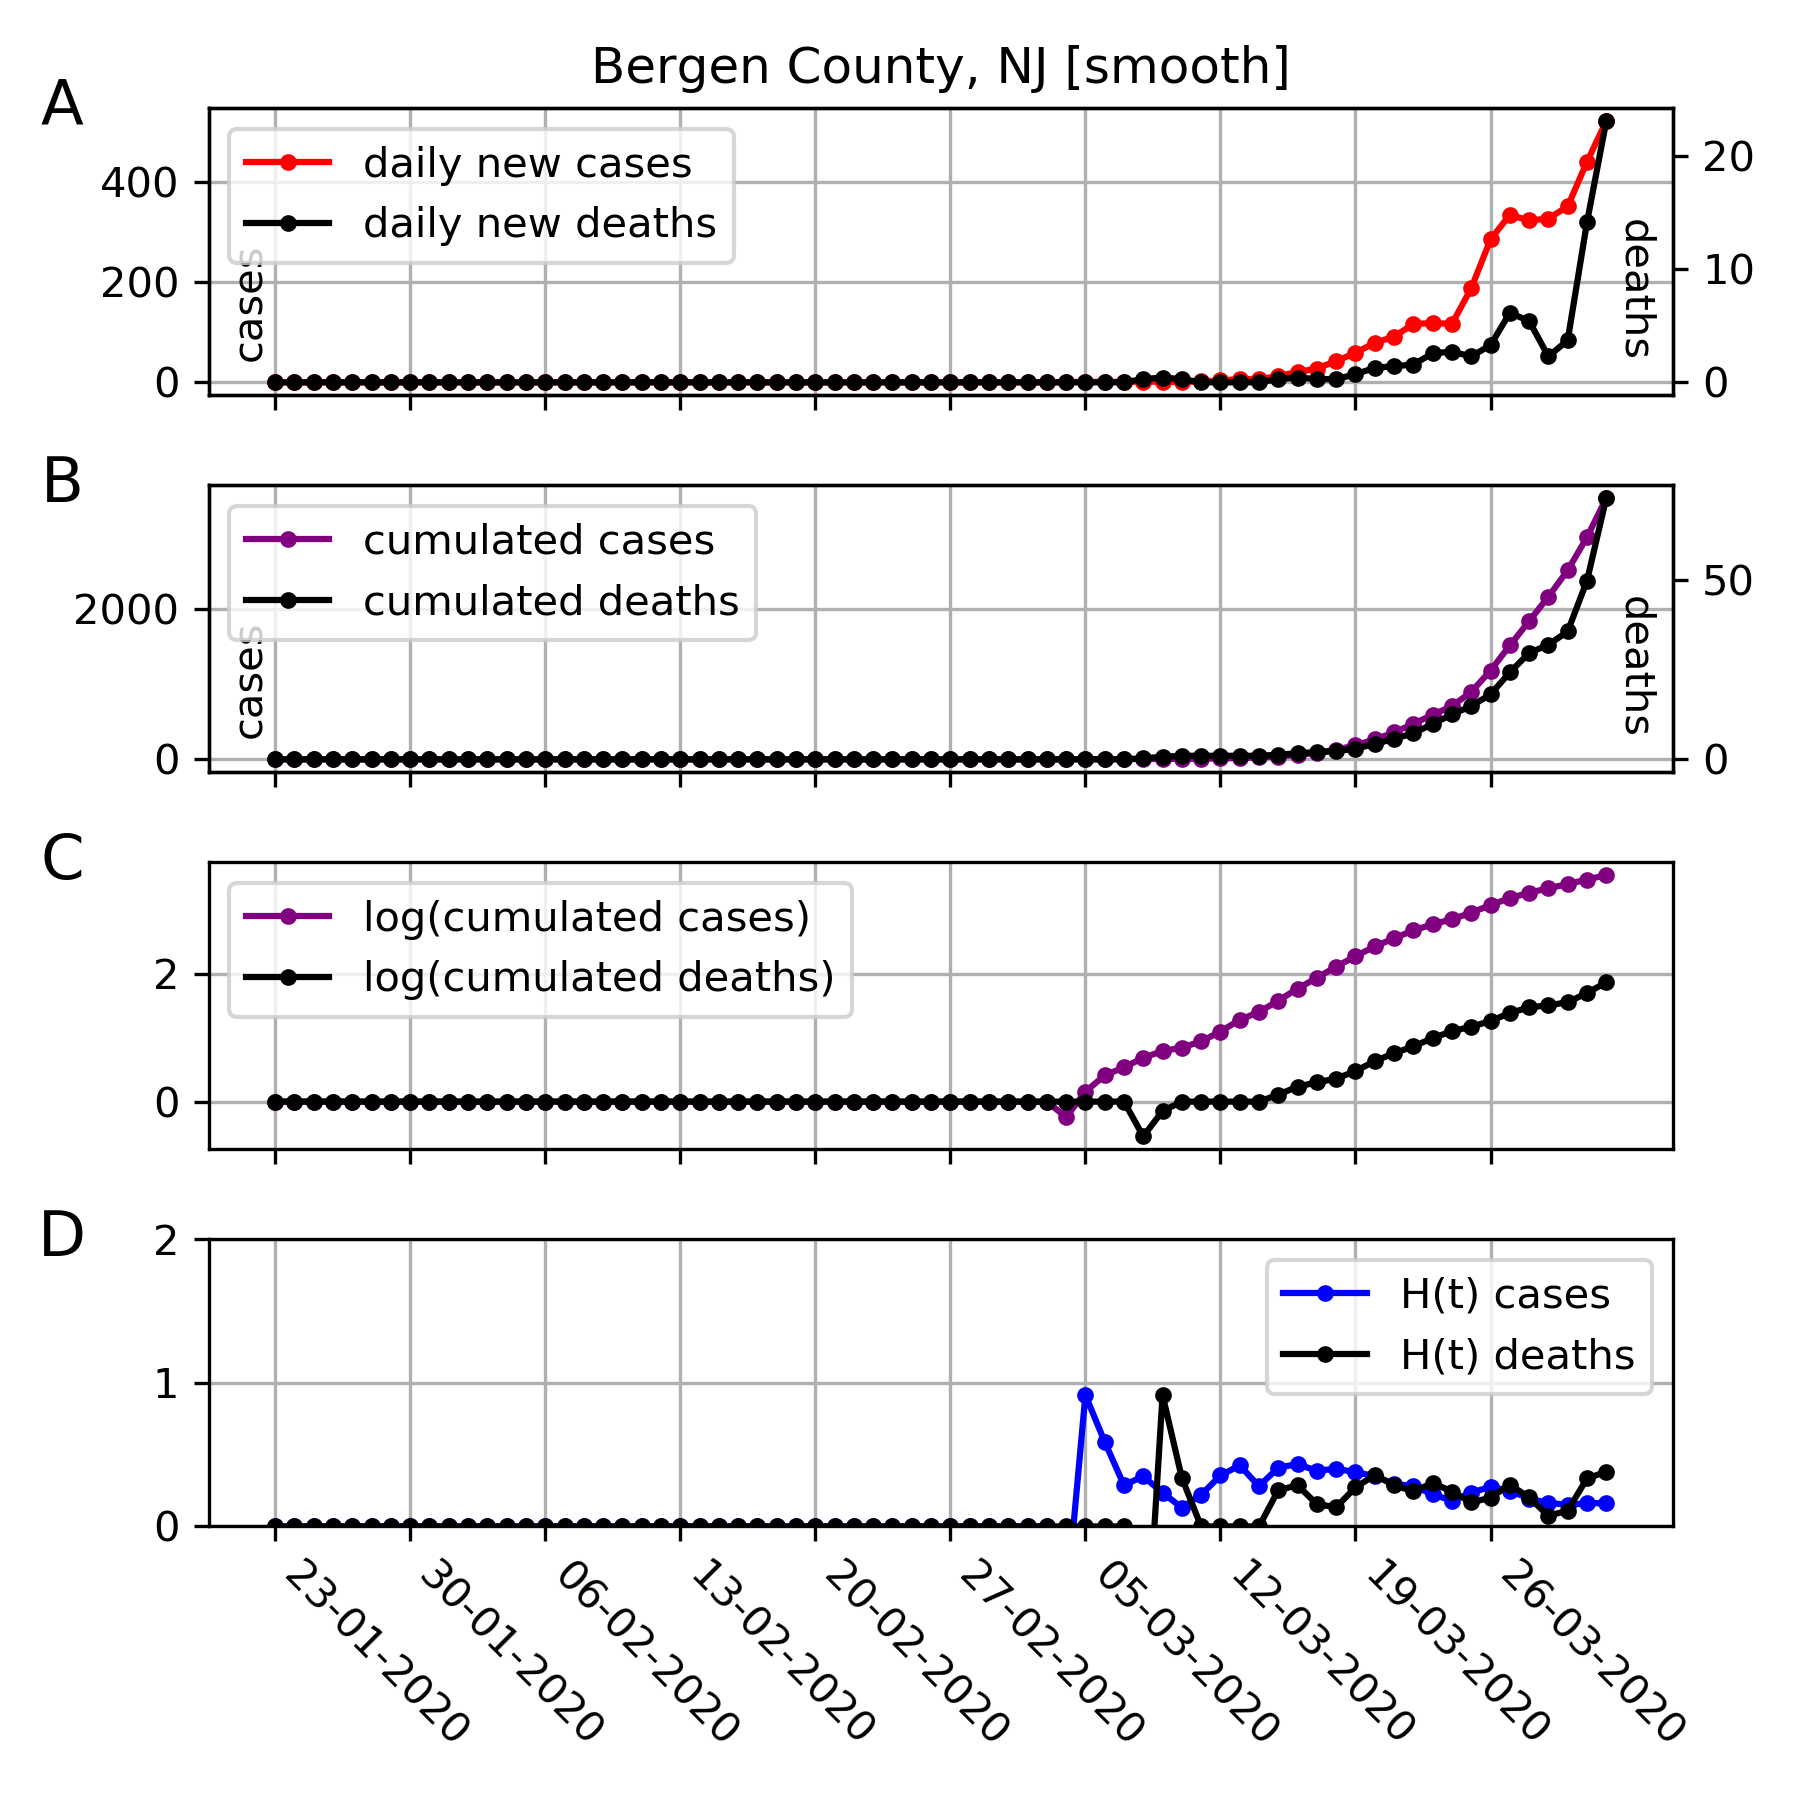 Bergen County, NJ [smooth]
A
daily new cases
daily new deaths
400
200
0
cases
20
10
0
deaths
B
cumulated cases
cumulated deaths
2000
0
cases
50
0
deaths
C
log(cumulated cases)
log(cumulated deaths)
2
0
D
H(t) cases
H(t) deaths
2
1
0
23-01-2020
30-01-2020
06-02-2020
13-02-2020
20-02-2020
27-02-2020
05-03-2020
12-03-2020
19-03-2020
26-03-2020